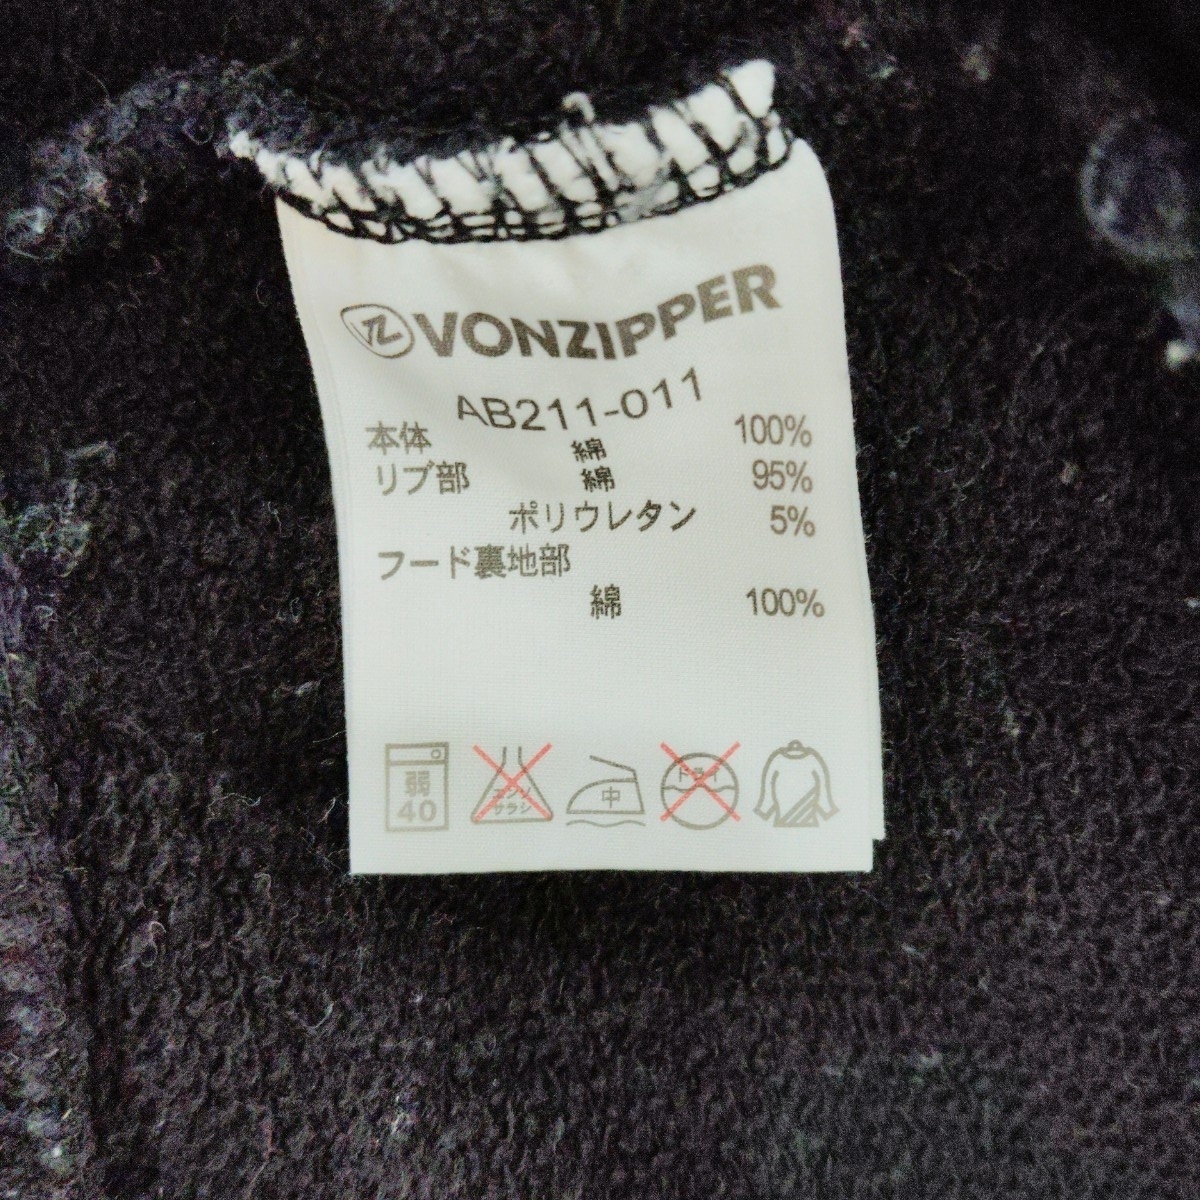 VONZIPPER
AB211-011
本体 綿 100%
リブ部 綿 95%
ポリウレタン 5%
フード裏地部
綿 100%
弱 40
エンソ サラシ
中
ドライ